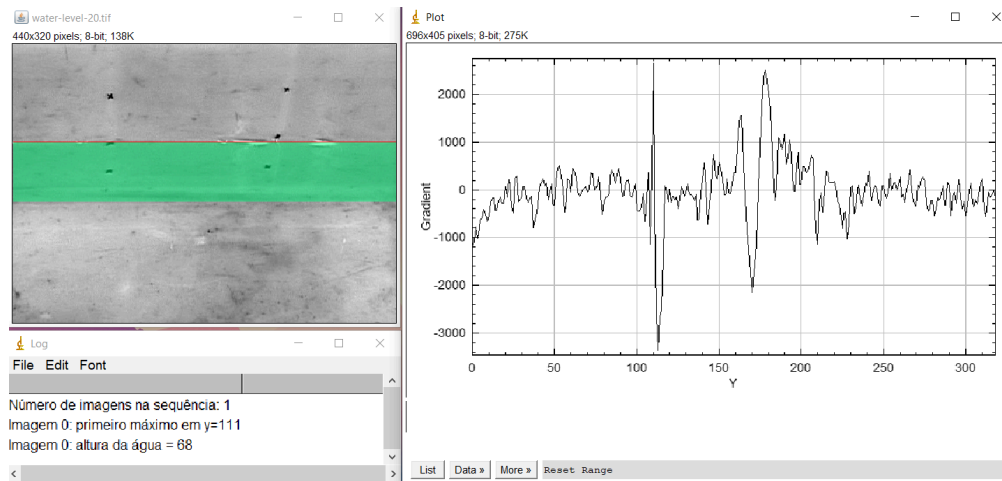 water-level-20.tif
440x320 pixels; 8-bit; 138K
Log
File Edit Font
Número de imagens na sequência: 1
Imagem 0: primeiro máximo em y=111
Imagem 0: altura da água = 68
Plot
696x405 pixels; 8-bit; 275K
2000
1000
0
-1000
-2000
-3000
Gradient
0 50 100 150 200 250 300
Y
List Data » More » Reset Range